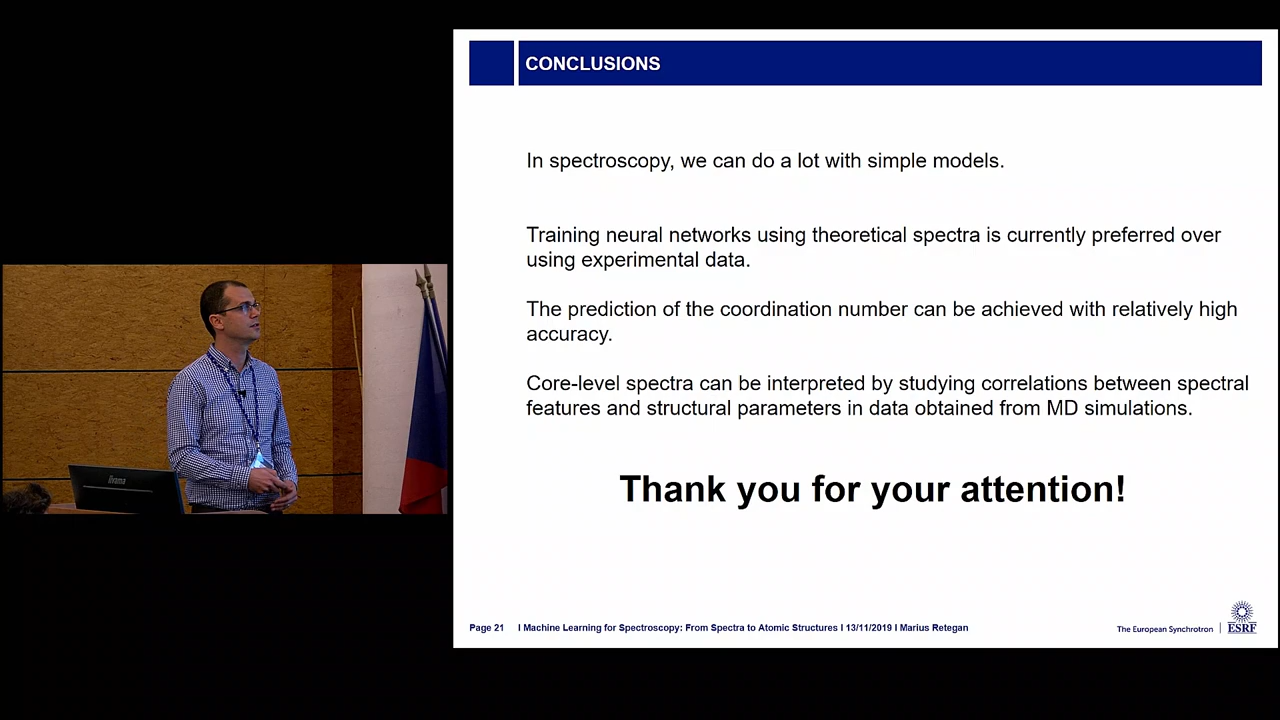 CONCLUSIONS
In spectroscopy, we can do a lot with simple models.
Training neural networks using theoretical spectra is currently preferred over
using experimental data.
The prediction of the coordination number can be achieved with relatively high
accuracy.
Core-level spectra can be interpreted by studying correlations between spectral
features and structural parameters in data obtained from MD simulations.
Thank you for your attention!
Page 21 I Machine Learning for Spectroscopy: From Spectra to Atomic Structures I 13/11/2019 I Marius Retegan
The European Synchrotron | ESRF
iiyama